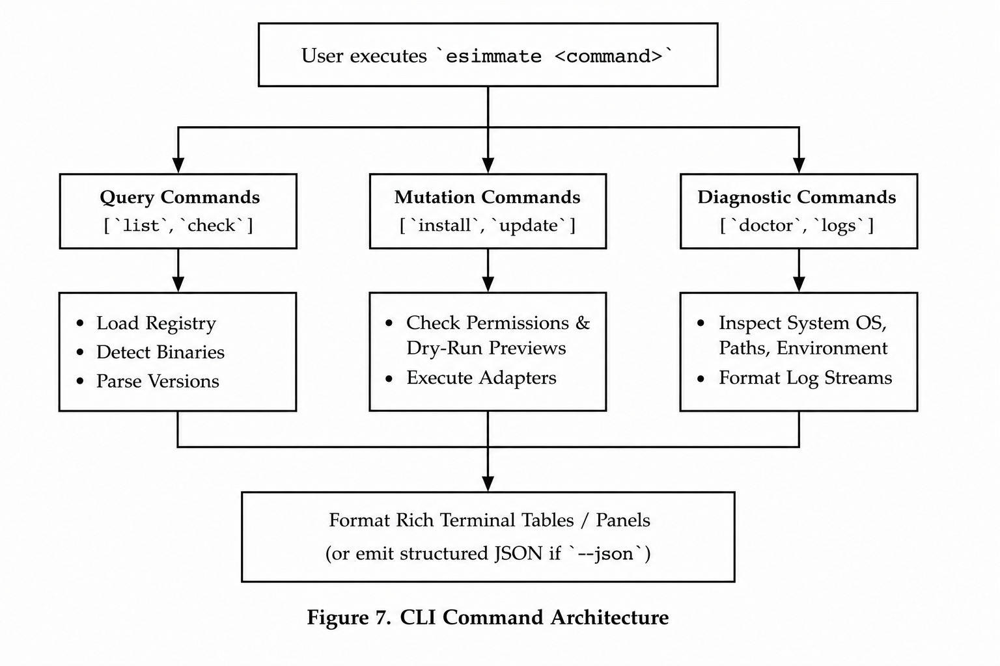 User executes `esimmate <command>`
Query Commands
[`list`, `check`]
Mutation Commands
[`install`, `update`]
Diagnostic Commands
[`doctor`, `logs`]
• Load Registry
• Detect Binaries
• Parse Versions
• Check Permissions &
Dry-Run Previews
• Execute Adapters
• Inspect System OS,
Paths, Environment
• Format Log Streams
Format Rich Terminal Tables / Panels
(or emit structured JSON if `--json`)
Figure 7. CLI Command Architecture